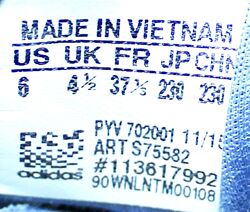 MADE IN VIETNAM
US UK FR JP CHN
6 4½ 37⅓ 230 230
PYV 702001 11/15
ART S75582
#113617992
adidas 90WNLNTM00108